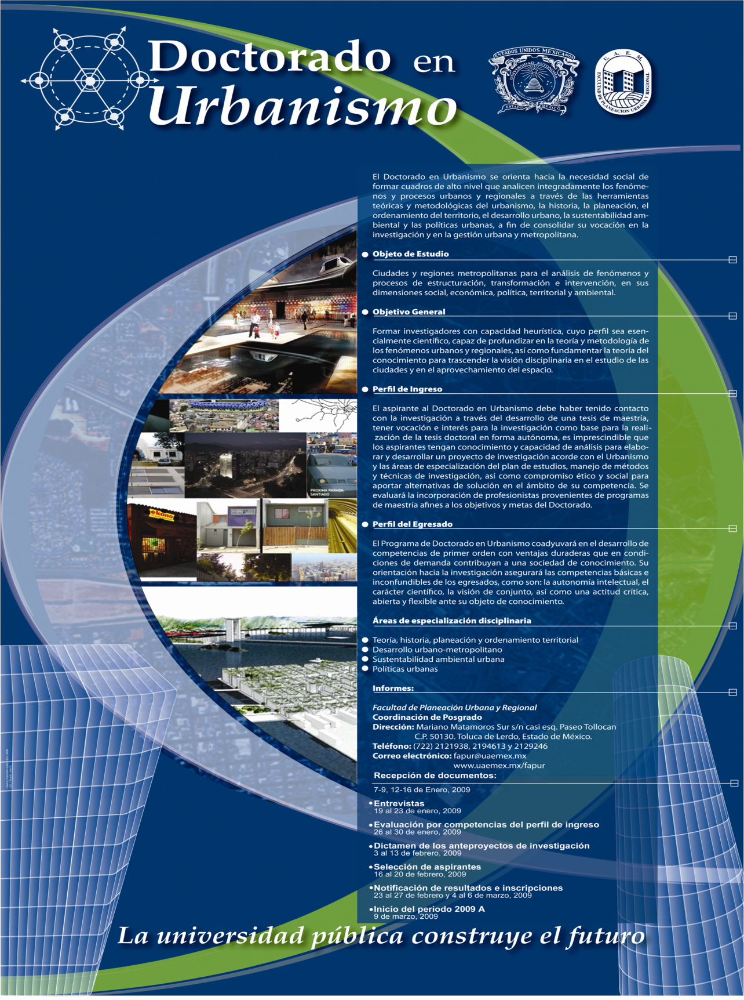 Doctorado en
Urbanismo
ESTADOS UNIDOS MEXICANOS
UNIVERSIDAD AUTONOMA
ESTADO MEXICO
U. A. E. M.
FACULTAD DE PLANEACION URBANA Y REGIONAL
El Doctorado en Urbanismo se orienta hacia la necesidad social de
formar cuadros de alto nivel que analicen integradamente los fenóme-
nos y procesos urbanos y regionales a través de las herramientas
teóricas y metodológicas del urbanismo, la historia, la planeación, el
ordenamiento del territorio, el desarrollo urbano, la sustentabilidad am-
biental y las políticas urbanas, a fin de consolidar su vocación en la
investigación y en la gestión urbana y metropolitana.
Objeto de Estudio
Ciudades y regiones metropolitanas para el análisis de fenómenos y
procesos de estructuración, transformación e intervención, en sus
dimensiones social, económica, política, territorial y ambiental.
Objetivo General
Formar investigadores con capacidad heurística, cuyo perfil sea esen-
cialmente científico, capaz de profundizar en la teoría y metodología de
los fenómenos urbanos y regionales, así como fundamentar la teoría del
conocimiento para trascender la visión disciplinaria en el estudio de las
ciudades y en el aprovechamiento del espacio.
Perfil de Ingreso
El aspirante al Doctorado en Urbanismo debe haber tenido contacto
con la investigación a través del desarrollo de una tesis de maestría,
tener vocación e interés para la investigación como base para la reali-
zación de la tesis doctoral en forma autónoma, es imprescindible que
los aspirantes tengan conocimiento y capacidad de análisis para elabo-
rar y desarrollar un proyecto de investigación acorde con el Urbanismo
y las áreas de especialización del plan de estudios, manejo de métodos
y técnicas de investigación, así como compromiso ético y social para
aportar alternativas de solución en el ámbito de su competencia. Se
evaluará la incorporación de profesionistas provenientes de programas
de maestría afines a los objetivos y metas del Doctorado.
PROXIMA PARADA:
SANTIAGO
ekono
Perfil del Egresado
El Programa de Doctorado en Urbanismo coadyuvará en el desarrollo de
competencias de primer orden con ventajas duraderas que en condi-
ciones de demanda contribuyan a una sociedad de conocimiento. Su
orientación hacia la investigación asegurará las competencias básicas e
inconfundibles de los egresados, como son: la autonomía intelectual, el
carácter científico, la visión de conjunto, así como una actitud crítica,
abierta y flexible ante su objeto de conocimiento.
Áreas de especialización disciplinaria
Teoría, historia, planeación y ordenamiento territorial
Desarrollo urbano-metropolitano
Sustentabilidad ambiental urbana
Políticas urbanas
Informes:
Facultad de Planeación Urbana y Regional
Coordinación de Posgrado
Dirección: Mariano Matamoros Sur s/n casi esq. Paseo Tollocan
C.P. 50130. Toluca de Lerdo, Estado de México.
Teléfono: (722) 2121938, 2194613 y 2129246
Correo electrónico: fapur@uaemex.mx
www.uaemex.mx/fapur
Recepción de documentos:
7-9, 12-16 de Enero, 2009
•Entrevistas
19 al 23 de enero, 2009
•Evaluación por competencias del perfil de ingreso
26 al 30 de enero, 2009
•Dictamen de los anteproyectos de investigación
3 al 13 de febrero, 2009
•Selección de aspirantes
16 al 20 de febrero, 2009
•Notificación de resultados e inscripciones
23 al 27 de febrero y 4 al 6 de marzo, 2009
•Inicio del periodo 2009 A
9 de marzo, 2009
La universidad pública construye el futuro